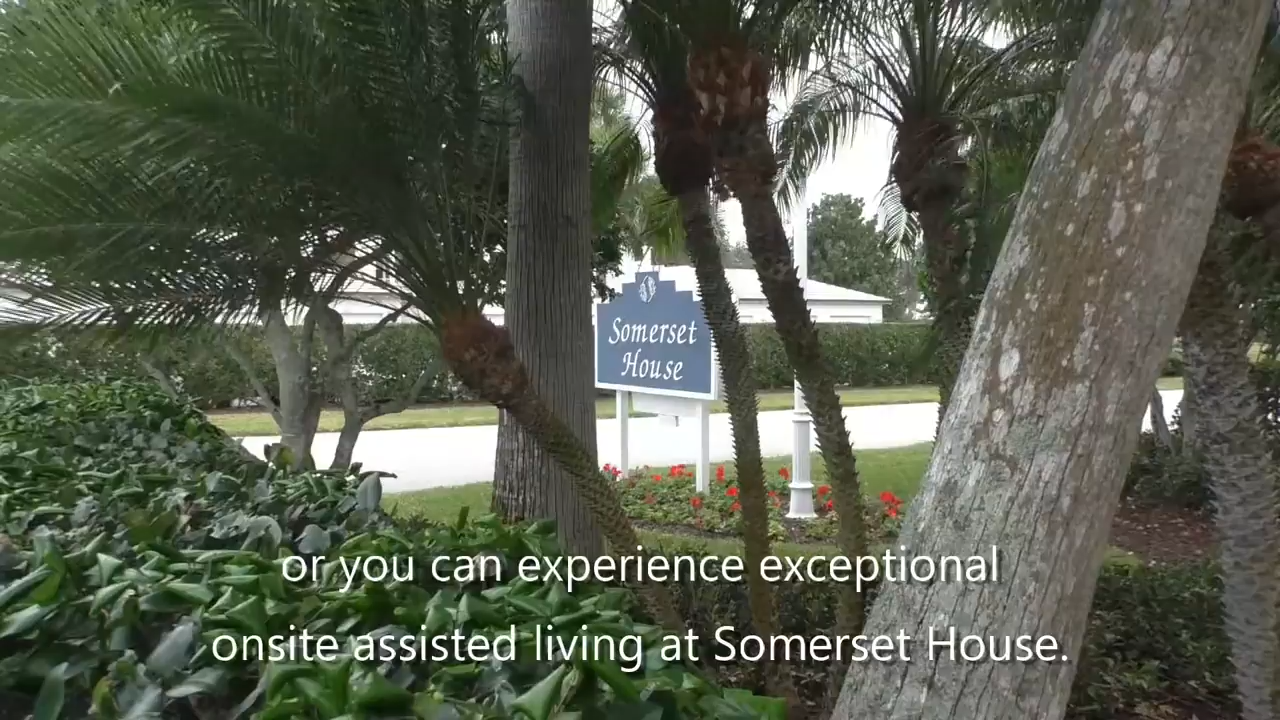 Somerset
House
or you can experience exceptional
onsite assisted living at Somerset House.